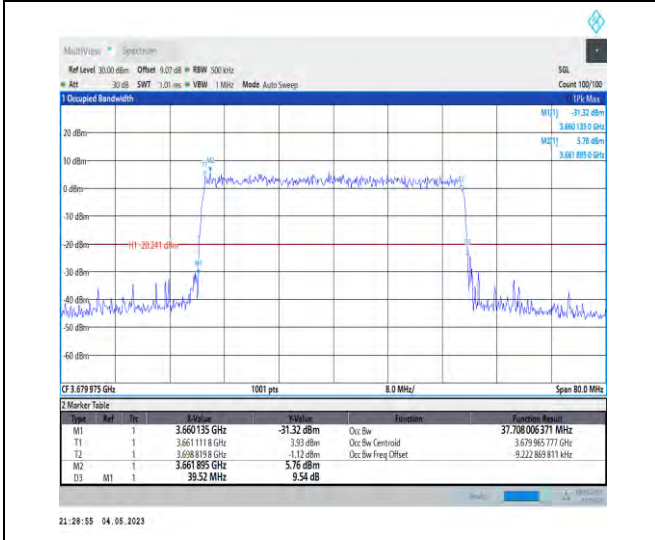 MultiView Spectrum
Ref Level 30.00 dBm Offset 9.07 dB RBW 500 kHz SGL
Att 30 dB SWT 1.01 ms VBW 1 MHz Mode Auto Sweep Count 100/100
1 Occupied Bandwidth 1Pk Max
M1[1] -31.32 dBm
3.660 135 0 GHz
M2[1] 5.76 dBm
3.661 895 0 GHz
20 dBm
10 dBm
0 dBm
-10 dBm
-20 dBm
H1 -20.241 dBm
-30 dBm
-40 dBm
-50 dBm
-60 dBm
CF 3.679 975 GHz 1001 pts 8.0 MHz/ Span 80.0 MHz
2 Marker Table
Type Ref Trc X-Value Y-Value Function Function Result
M1 1 3.660135 GHz -31.32 dBm Occ Bw 37.708 006 371 MHz
T1 1 3.661 111 8 GHz 3.93 dBm Occ Bw Centroid 3.679 965 777 GHz
T2 1 3.698 819 8 GHz -1.12 dBm Occ Bw Freq Offset -9.222 869 811 kHz
M2 1 3.661 895 GHz 5.76 dBm
D3 M1 1 39.52 MHz 9.54 dB
21:28:55 04.05.2023